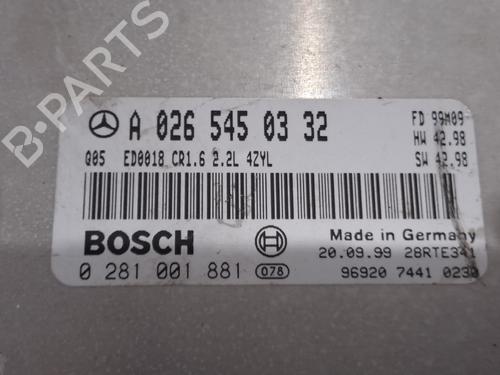 A 026 545 03 32
FD 99M09
HW 42.98
Q05 ED0018 CR1.6 2.2L 4ZYL
SW 42.98
BOSCH
Made in Germany
20.09.99 28RTE341
0 281 001 881 078
96920 7441 0230
B-PARTS